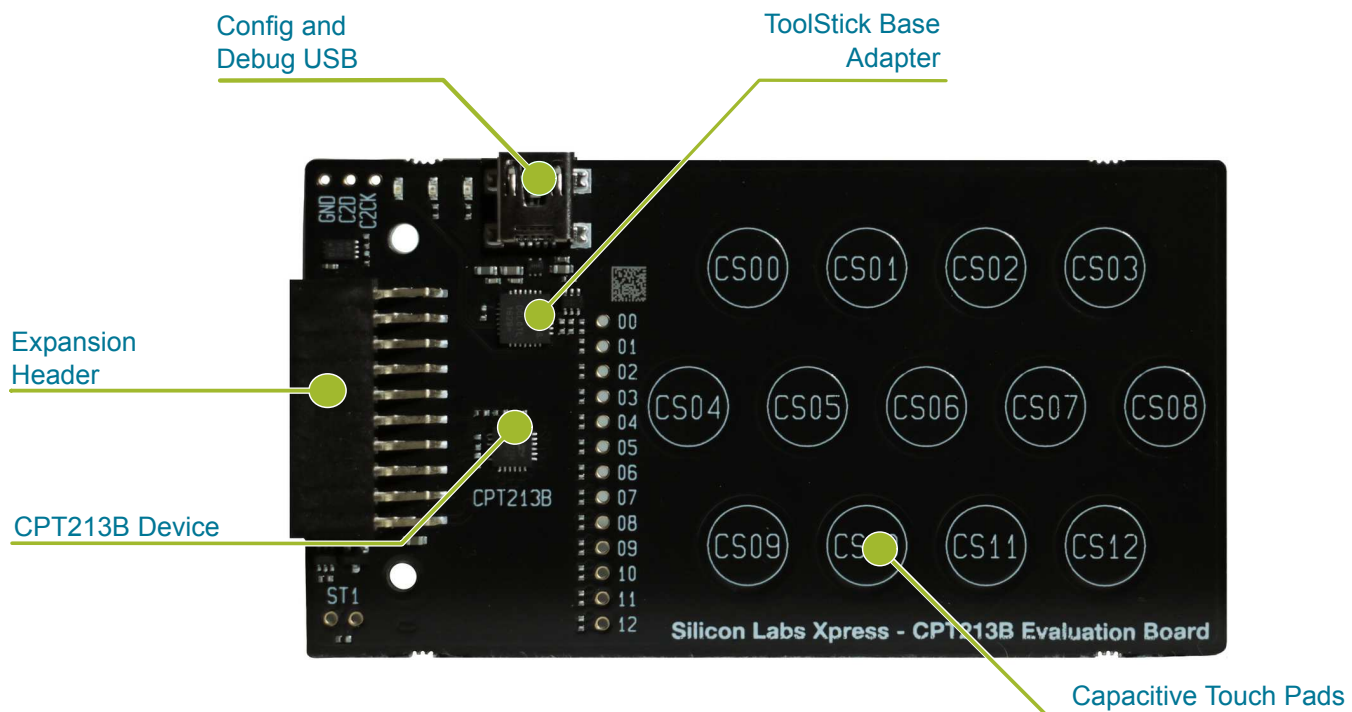 Config and
Debug USB
ToolStick Base
Adapter
GND
C2D
C2CK
CS00
CS01
CS02
CS03
00
01
02
03
04
05
06
07
08
09
10
11
12
Expansion
Header
CS04
CS05
CS06
CS07
CS08
CPT213B
CPT213B Device
CS09
CS11
CS12
ST1
Silicon Labs Xpress - CPT213B Evaluation Board
Capacitive Touch Pads